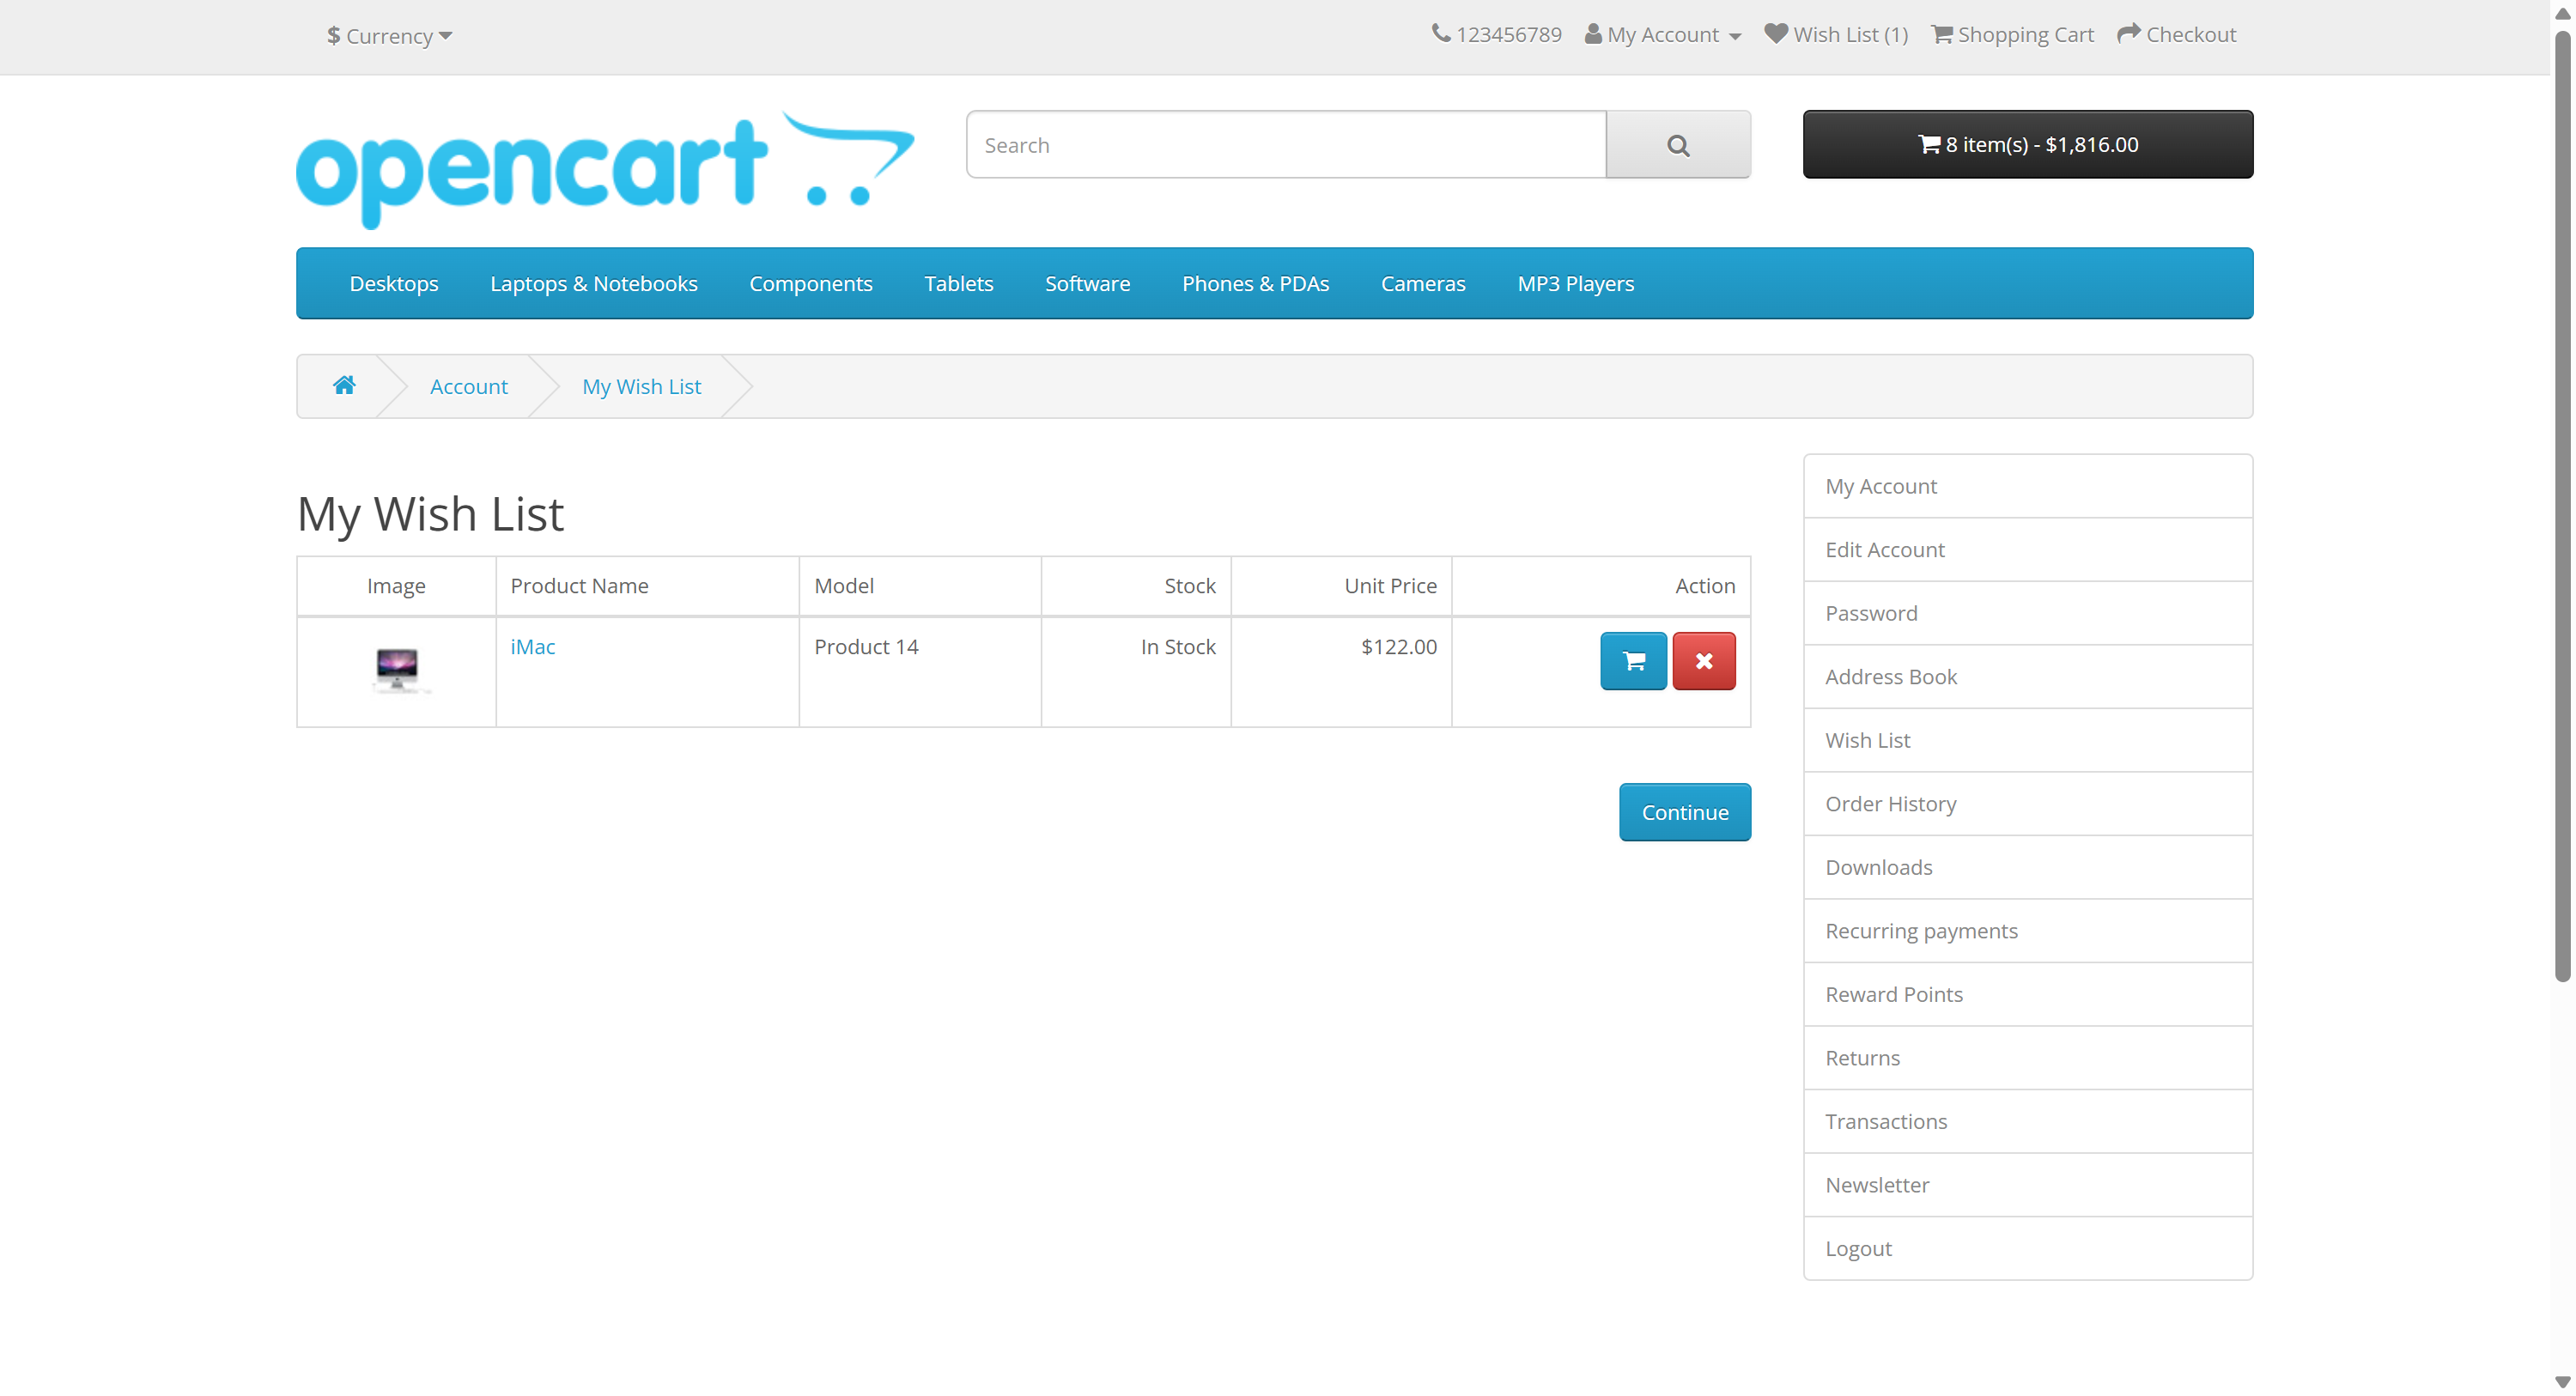 $ Currency
123456789 My Account Wish List (1) Shopping Cart Checkout
opencart
Search
8 item(s) - $1,816.00
Desktops Laptops & Notebooks Components Tablets Software Phones & PDAs Cameras MP3 Players
Account My Wish List
My Wish List
Image Product Name Model Stock Unit Price Action
iMac Product 14 In Stock $122.00
Continue
My Account
Edit Account
Password
Address Book
Wish List
Order History
Downloads
Recurring payments
Reward Points
Returns
Transactions
Newsletter
Logout